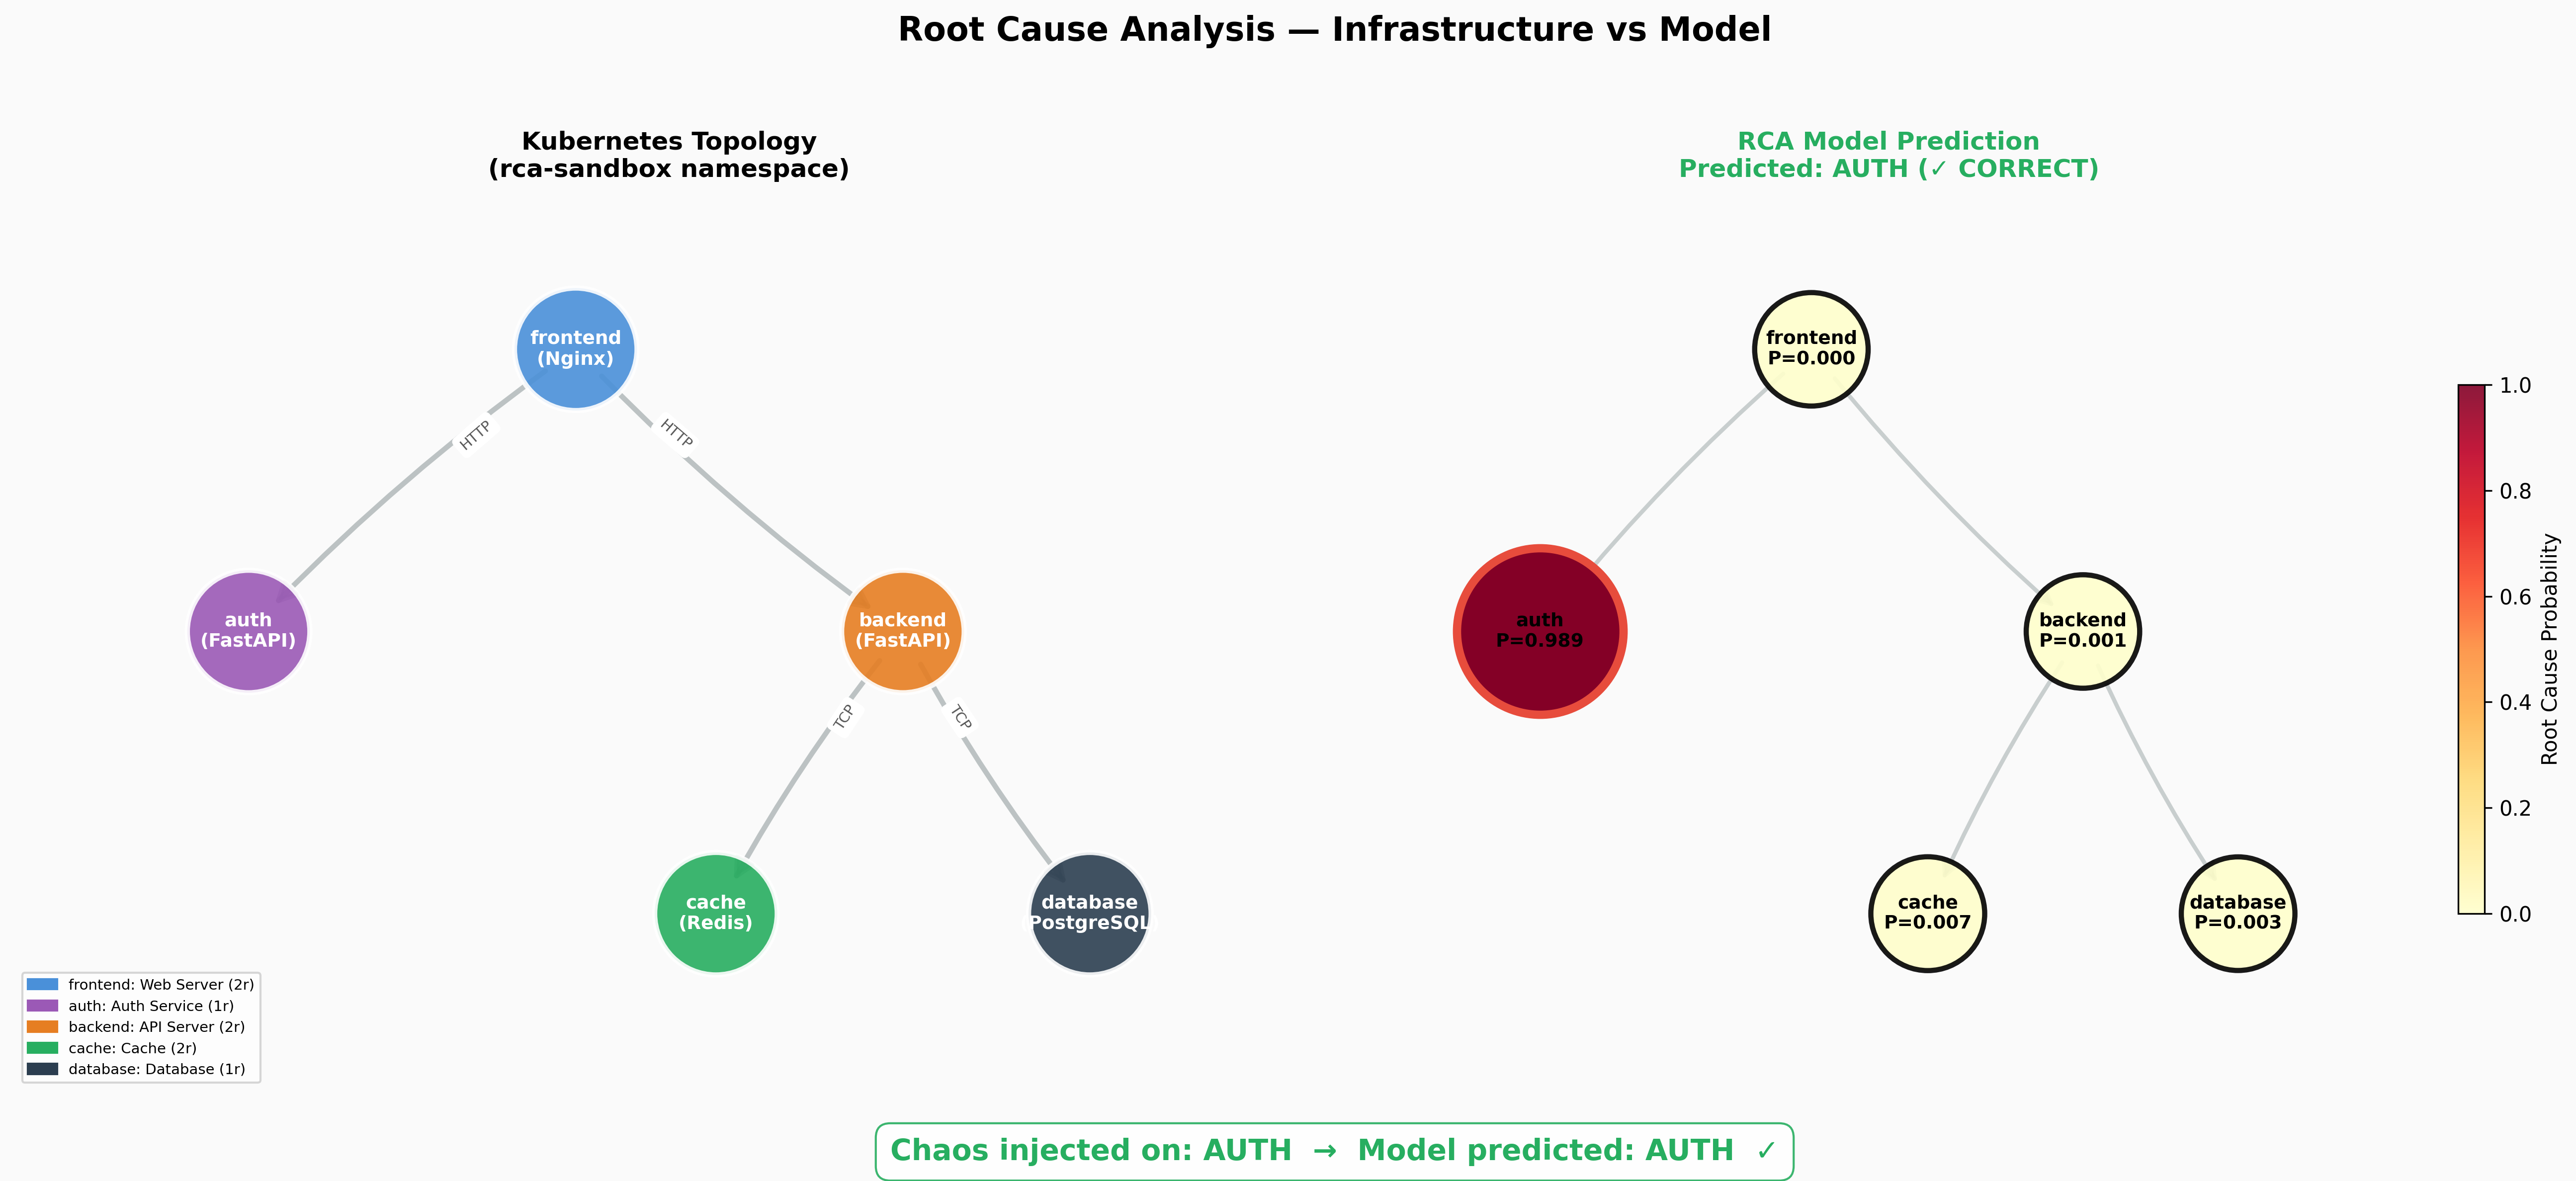 Root Cause Analysis — Infrastructure vs Model
Kubernetes Topology
(rca-sandbox namespace)
frontend
(Nginx)
HTTP
HTTP
auth
(FastAPI)
backend
(FastAPI)
TCP
TCP
cache
(Redis)
database
(PostgreSQL)
frontend: Web Server (2r)
auth: Auth Service (1r)
backend: API Server (2r)
cache: Cache (2r)
database: Database (1r)
RCA Model Prediction
Predicted: AUTH (✓ CORRECT)
frontend
P=0.000
auth
P=0.989
backend
P=0.001
cache
P=0.007
database
P=0.003
1.0
0.8
0.6
0.4
0.2
0.0
Root Cause Probability
Chaos injected on: AUTH → Model predicted: AUTH ✓